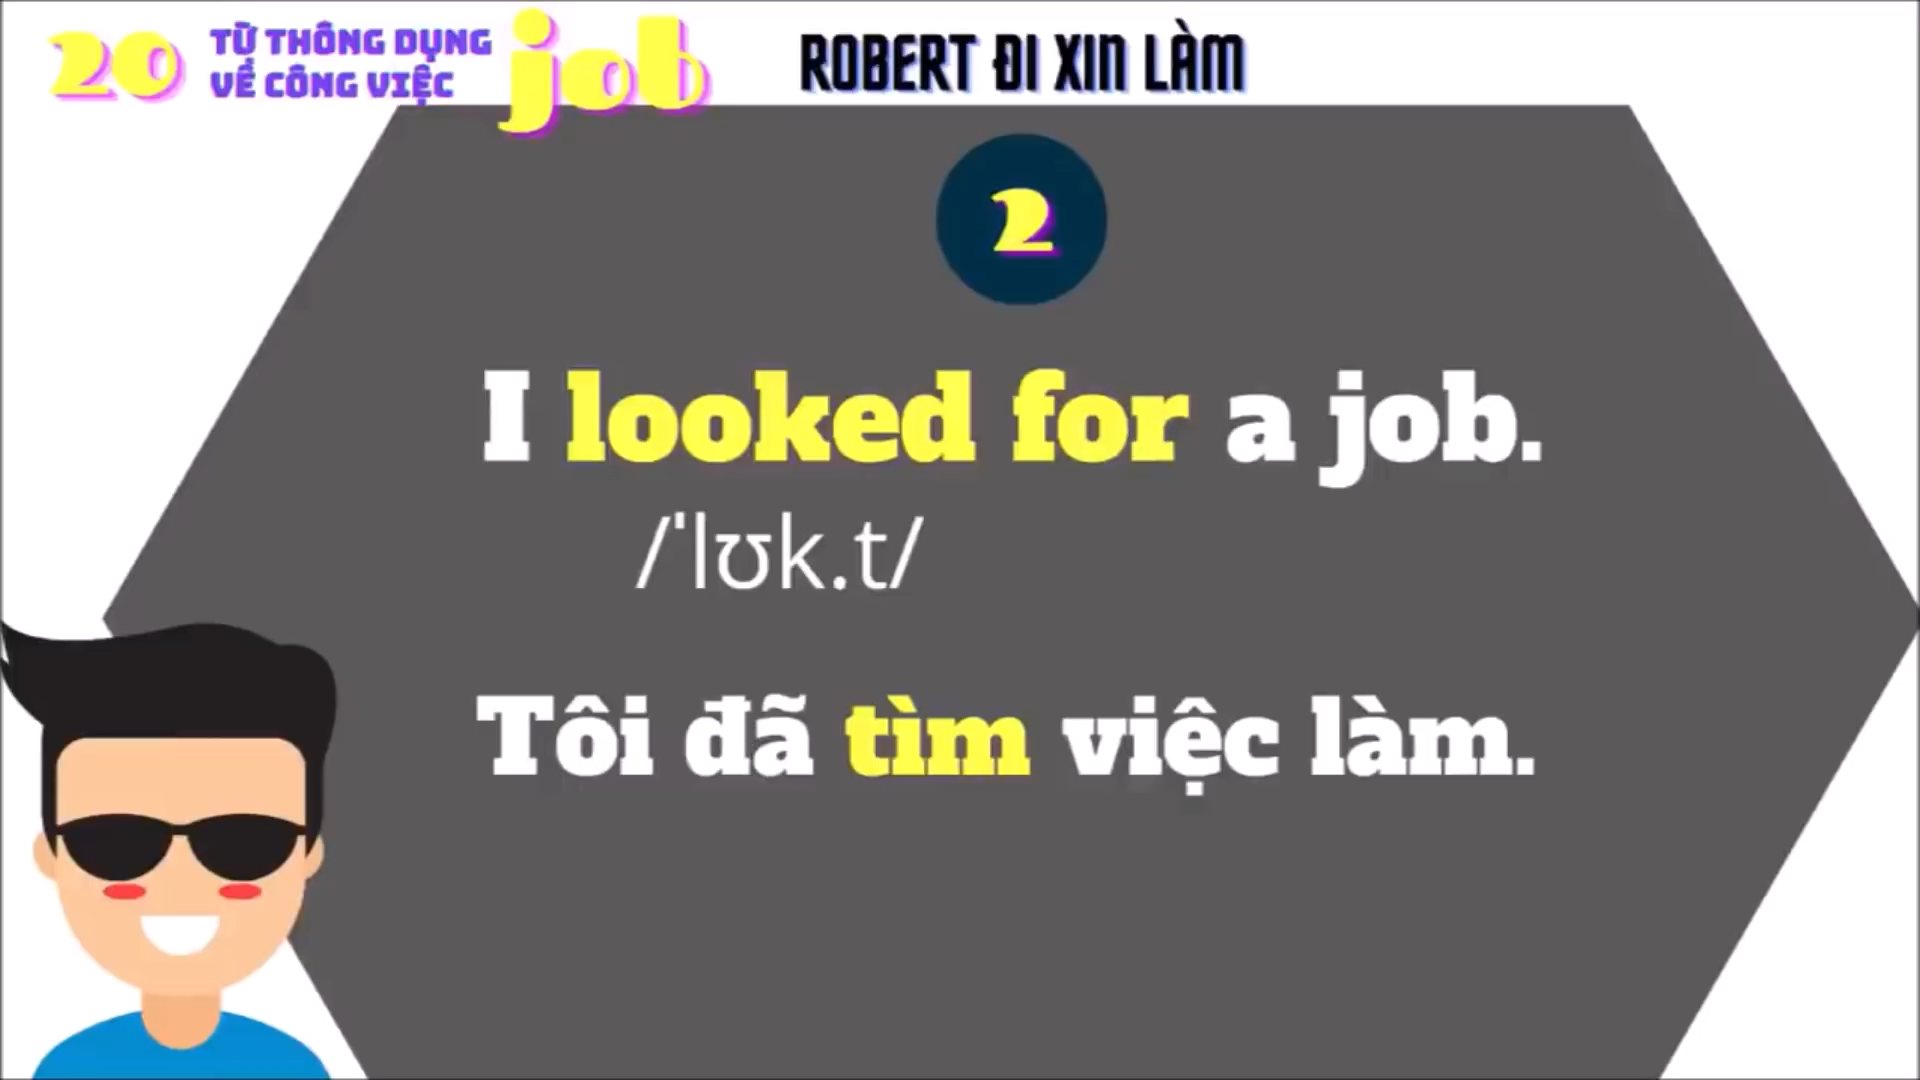 20 TỪ THÔNG DỤNG
VỀ CÔNG VIỆC
job
ROBERT ĐI XIN LÀM
2
I looked for a job.
/ˈlʊk.t/
Tôi đã tìm việc làm.